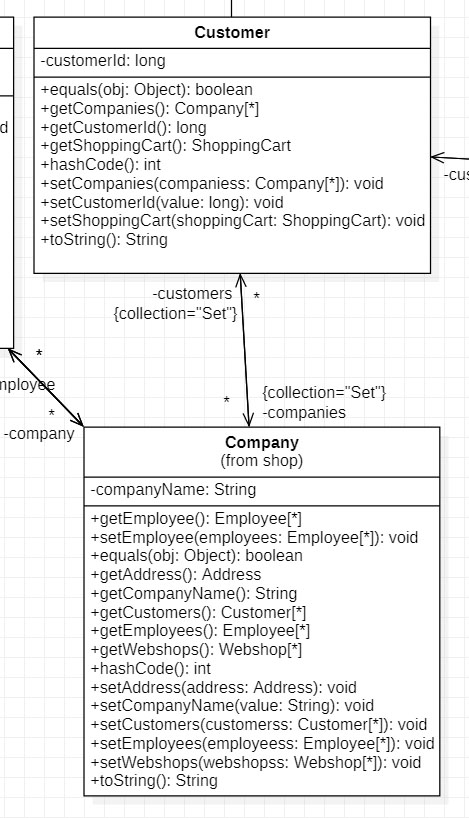 Customer
-customerId: long
+equals(obj: Object): boolean
+getCompanies(): Company[*]
+getCustomerId(): long
+getShoppingCart(): ShoppingCart
+hashCode(): int
+setCompanies(companiess: Company[*]): void
+setCustomerId(value: long): void
+setShoppingCart(shoppingCart: ShoppingCart): void
+toString(): String
d
-cus
-customers
*
{collection="Set"}
*
mployee
*
-company
*
{collection="Set"}
-companies
Company
(from shop)
-companyName: String
+getEmployee(): Employee[*]
+setEmployee(employees: Employee[*]): void
+equals(obj: Object): boolean
+getAddress(): Address
+getCompanyName(): String
+getCustomers(): Customer[*]
+getEmployees(): Employee[*]
+getWebshops(): Webshop[*]
+hashCode(): int
+setAddress(address: Address): void
+setCompanyName(value: String): void
+setCustomers(customerss: Customer[*]): void
+setEmployees(employeess: Employee[*]): void
+setWebshops(webshopss: Webshop[*]): void
+toString(): String